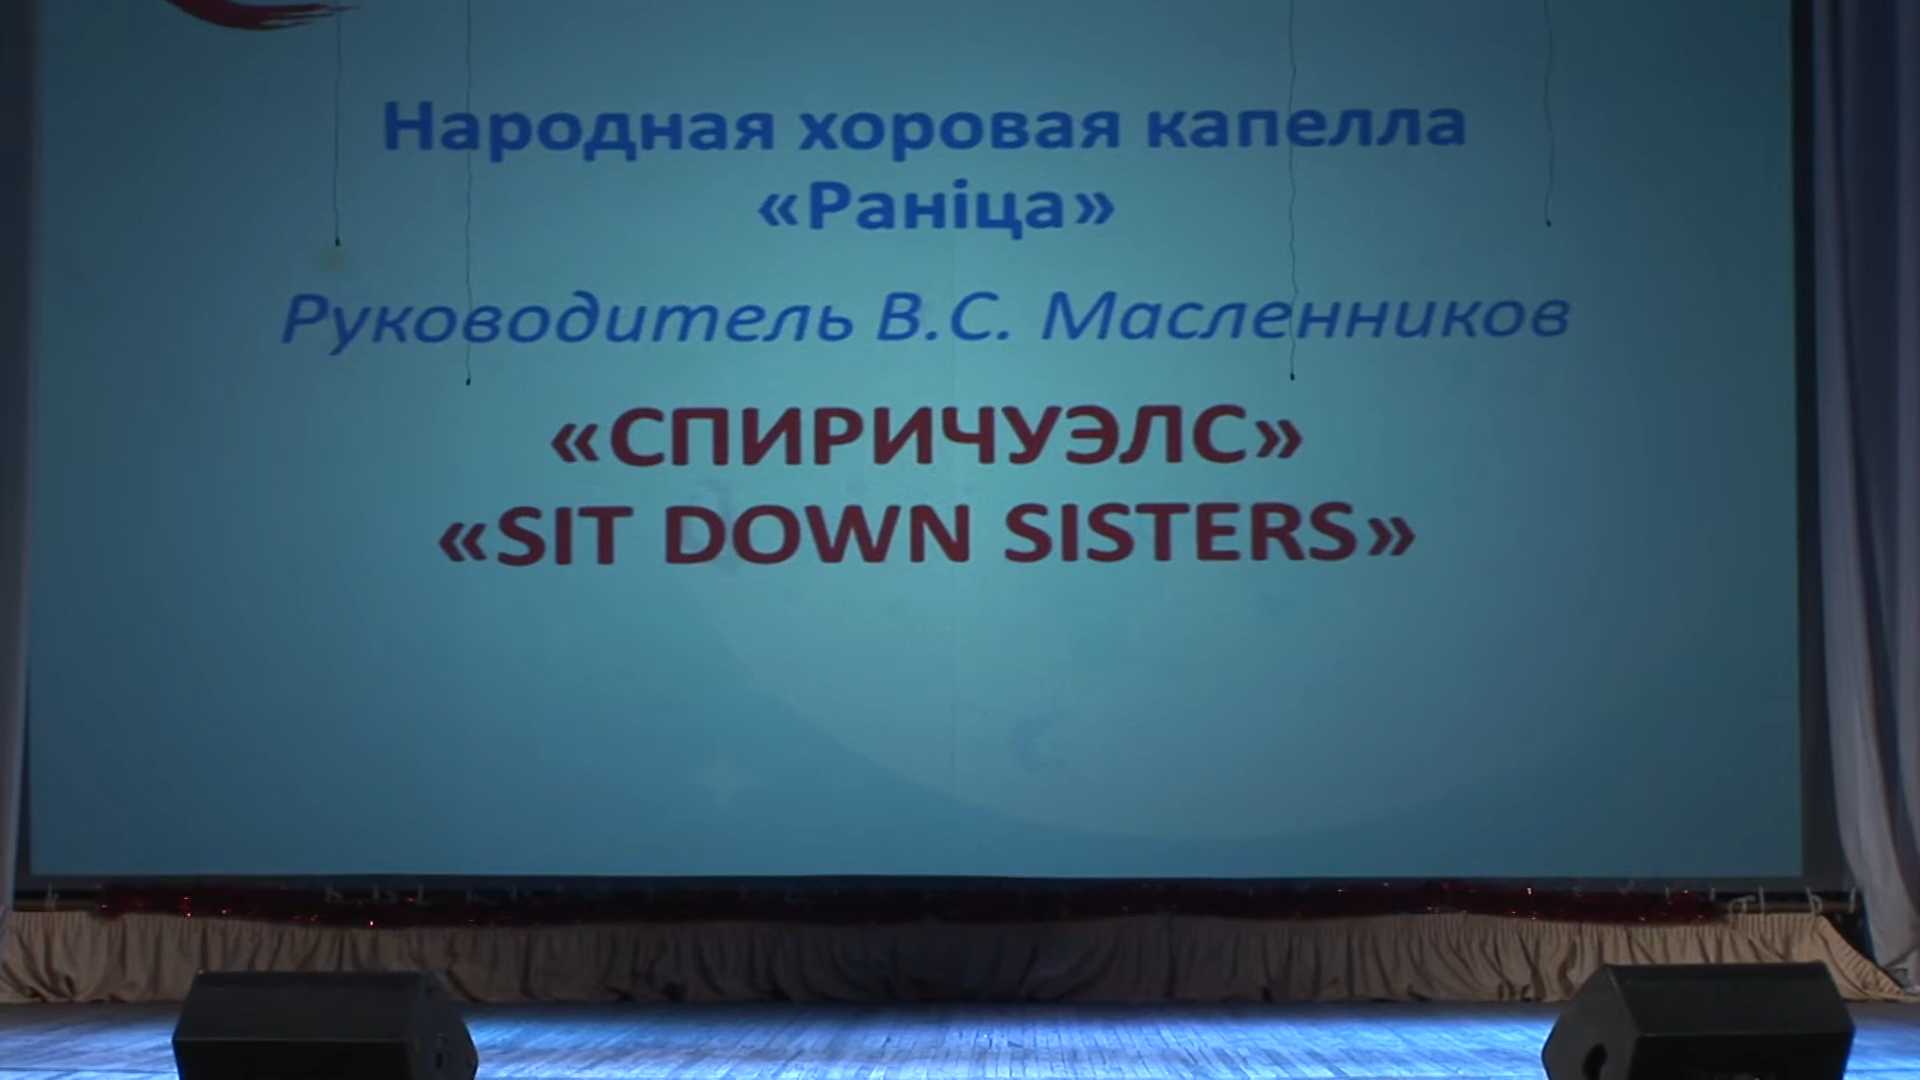 Народная хоровая капелла
«Раніца»
Руководитель В.С. Масленников
«СПИРИЧУЭЛС»
«SIT DOWN SISTERS»